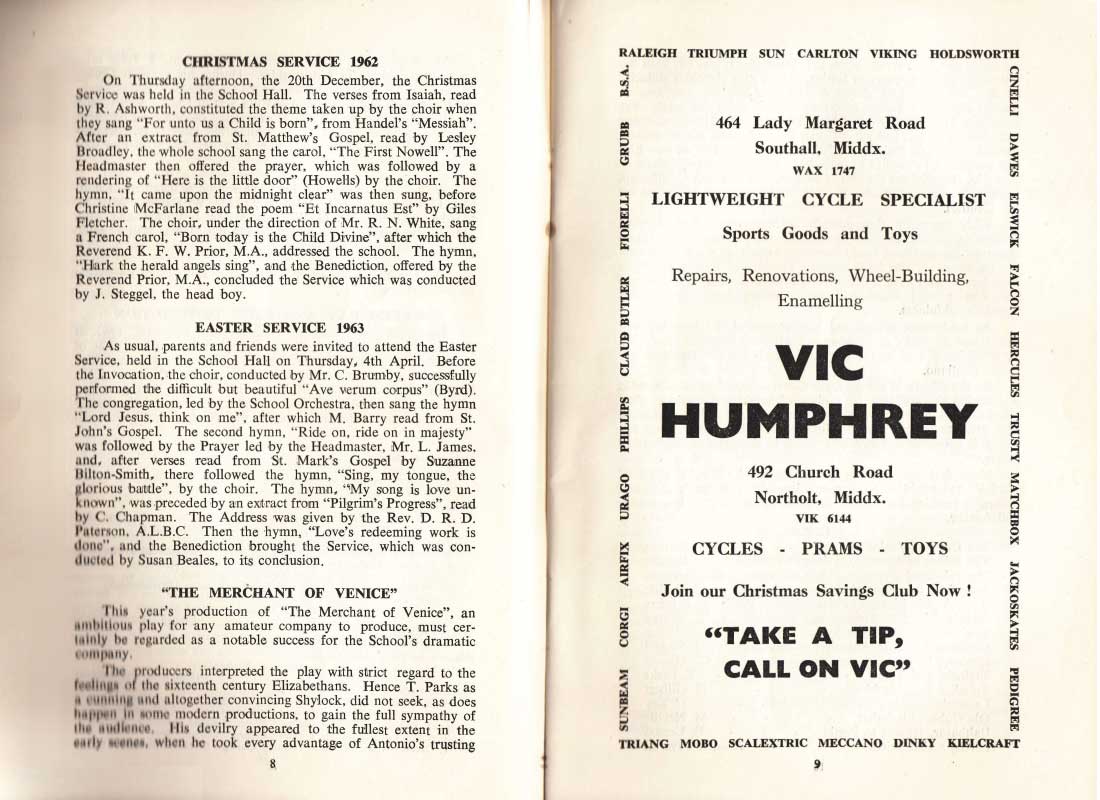 CHRISTMAS SERVICE 1962
On Thursday afternoon, the 20th December, the Christmas
Service was held in the School Hall. The verses from Isaiah, read
by R. Ashworth, constituted the theme taken up by the choir when
they sang “For unto us a Child is born”, from Handel's “Messiah”.
After an extract from St. Matthew's Gospel, read by Lesley
Broadley, the whole school sang the carol, “The First Nowell”. The
Headmaster then offered the prayer, which was followed by a
rendering of “Here is the little door” (Howells) by the choir. The
hymn, “It came upon the midnight clear” was then sung, before
Christine McFarlane read the poem “Et Incarnatus Est” by Giles
Fletcher. The choir, under the direction of Mr. R. N. White, sang
a French carol, “Born today is the Child Divine”, after which the
Reverend K. F. W. Prior, M.A., addressed the school. The hymn,
“Hark the herald angels sing”, and the Benediction, offered by the
Reverend Prior, M.A., concluded the Service which was conducted
by J. Steggel, the head boy.
EASTER SERVICE 1963
As usual, parents and friends were invited to attend the Easter
Service, held in the School Hall on Thursday, 4th April. Before
the Invocation, the choir, conducted by Mr. C. Brumby, successfully
performed the difficult but beautiful “Ave verum corpus” (Byrd).
The congregation, led by the School Orchestra, then sang the hymn
“Lord Jesus, think on me”, after which M. Barry read from St.
John's Gospel. The second hymn, “Ride on, ride on in majesty”
was followed by the Prayer led by the Headmaster, Mr. L. James,
and, after verses read from St. Mark's Gospel by Suzanne
Bilton-Smith, there followed the hymn, “Sing, my tongue, the
glorious battle”, by the choir. The hymn, “My song is love un-
known”, was preceded by an extract from “Pilgrim's Progress”, read
by C. Chapman. The Address was given by the Rev. D. R. D.
Paterson, A.L.B.C. Then the hymn, “Love's redeeming work is
done”, and the Benediction brought the Service, which was con-
ducted by Susan Beales, to its conclusion.
“THE MERCHANT OF VENICE”
This year's production of “The Merchant of Venice”, an
ambitious play for any amateur company to produce, must cer-
tainly be regarded as a notable success for the School's dramatic
company.
The producers interpreted the play with strict regard to the
feelings of the sixteenth century Elizabethans. Hence T. Parks as
a cunning and altogether convincing Shylock, did not seek, as does
happen in some modern productions, to gain the full sympathy of
the audience. His devilry appeared to the fullest extent in the
early scenes, when he took every advantage of Antonio's trusting
8
RALEIGH TRIUMPH SUN CARLTON VIKING HOLDSWORTH
CINELLI DAWES ELSWICK FALCON HERCULES TRUSTY MATCHBOX JACKOSKATES PEDIGREE
SUNBEAM CORGI AIRFIX URAGO PHILLIPS CLAUD BUTLER FIORELLI GRUBB B.S.A.
464 Lady Margaret Road
Southall, Middx.
WAX 1747
LIGHTWEIGHT CYCLE SPECIALIST
Sports Goods and Toys
Repairs, Renovations, Wheel-Building,
Enamelling
VIC
HUMPHREY
492 Church Road
Northolt, Middx.
VIK 6144
CYCLES - PRAMS - TOYS
Join our Christmas Savings Club Now !
“TAKE A TIP,
CALL ON VIC”
TRIANG MOBO SCALEXTRIC MECCANO DINKY KIELCRAFT
9